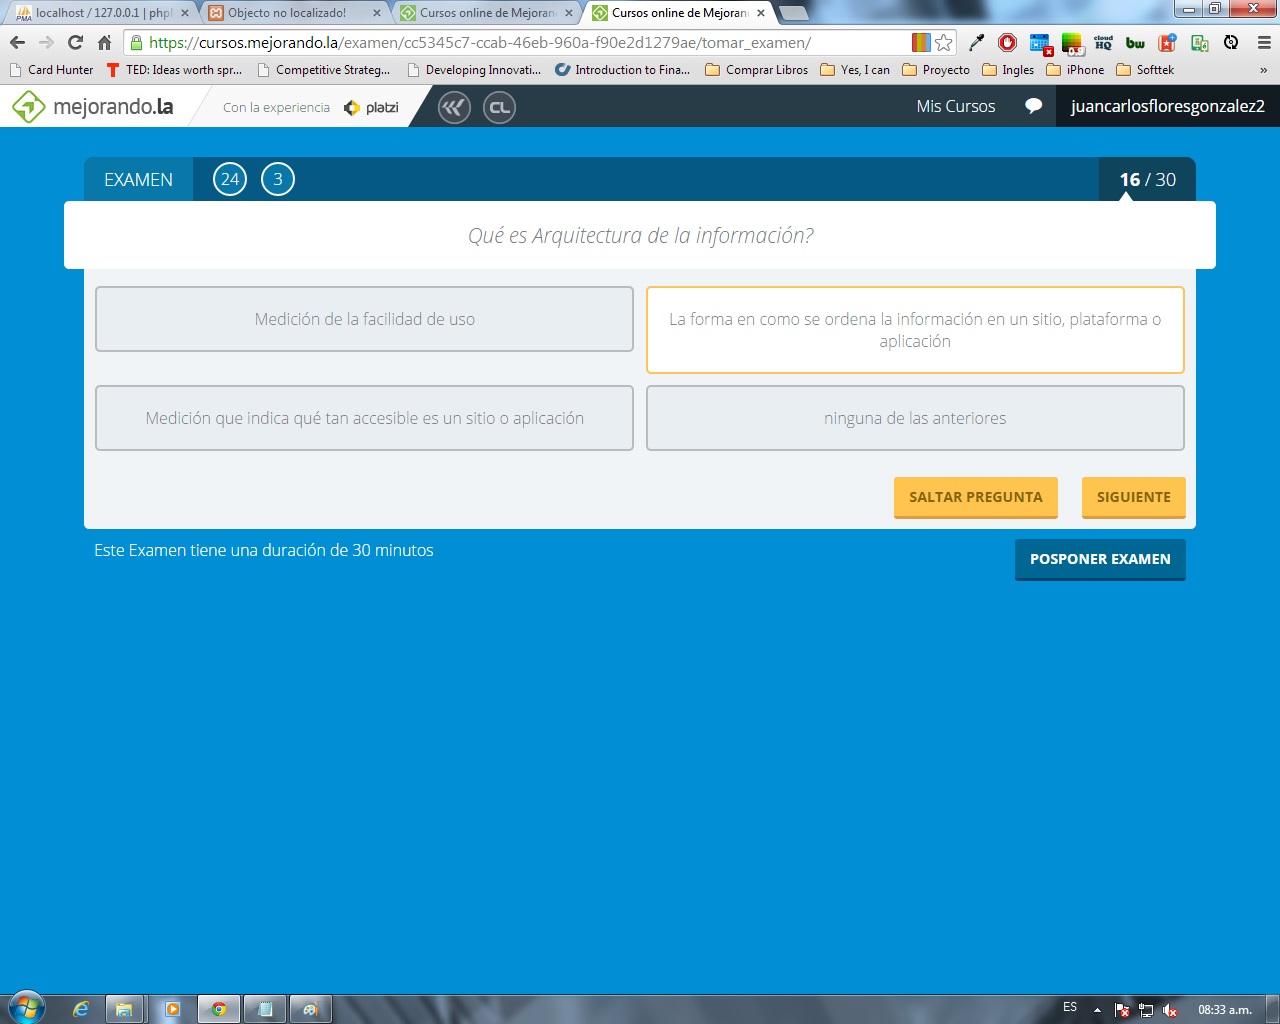 localhost / 127.0.0.1 | phpl
Objecto no localizado!
Cursos online de Mejoran
Cursos online de Mejoran
https://cursos.mejorando.la/examen/cc5345c7-ccab-46eb-960a-f90e2d1279ae/tomar_examen/
cloud HQ
bw
Card Hunter
TED: Ideas worth spr...
Competitive Strateg...
Developing Innovati...
Introduction to Fina...
Comprar Libros
Yes, I can
Proyecto
Ingles
iPhone
Softtek
»
mejorando.la
Con la experiencia
platzi
CL
Mis Cursos
juancarlosfloresgonzalez2
EXAMEN
24
3
16 / 30
Qué es Arquitectura de la información?
Medición de la facilidad de uso
La forma en como se ordena la información en un sitio, plataforma o
aplicación
Medición que indica qué tan accesible es un sitio o aplicación
ninguna de las anteriores
SALTAR PREGUNTA
SIGUIENTE
Este Examen tiene una duración de 30 minutos
POSPONER EXAMEN
ES
08:33 a.m.